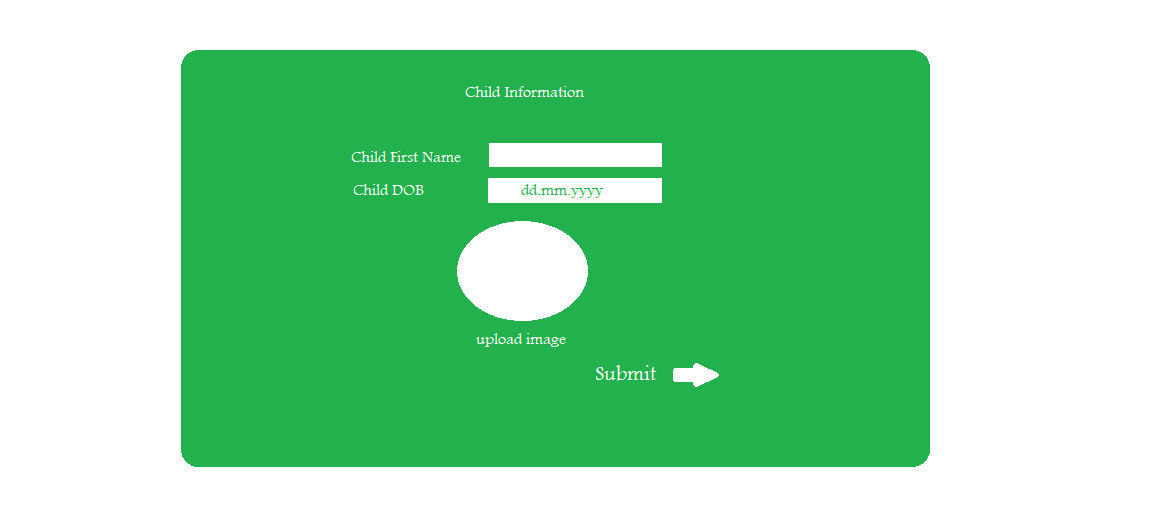 Child Information
Child First Name
Child DOB dd.mm.yyyy
upload image
Submit